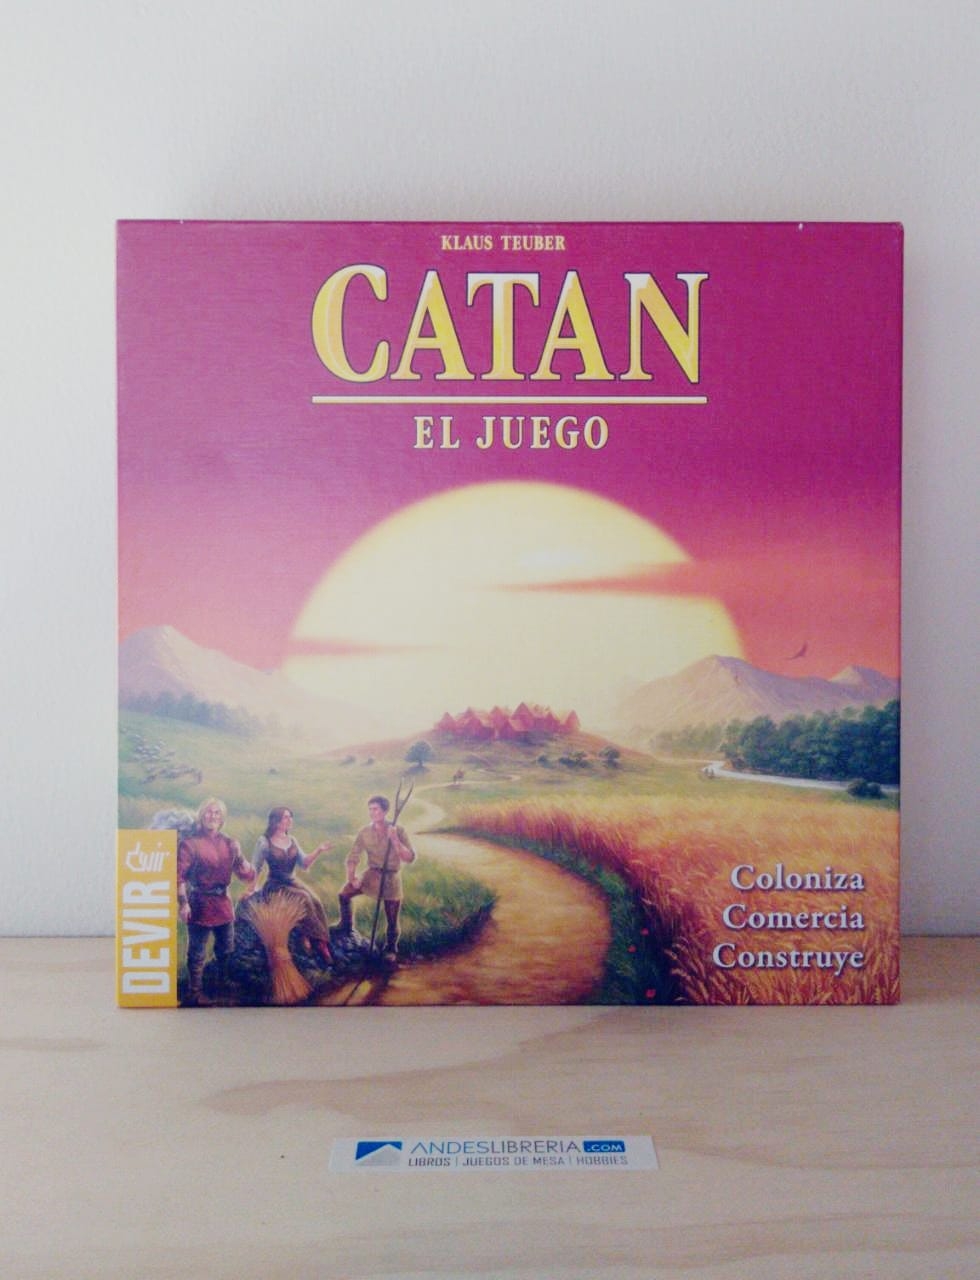 KLAUS TEUBER
CATAN
EL JUEGO
Coloniza
Comercia
Construye
DEVIR
ANDESLIBRERIA.COM
LIBROS | JUEGOS DE MESA | HOBBIES